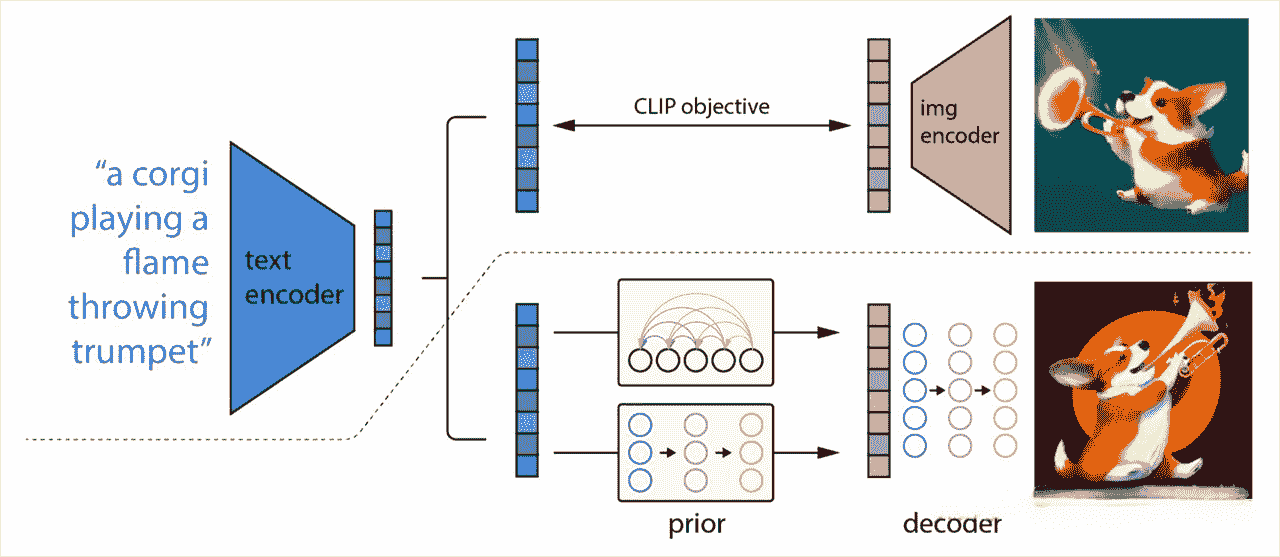 “a corgi
playing a
flame
throwing
trumpet”
text
encoder
CLIP objective
img
encoder
prior
decoder